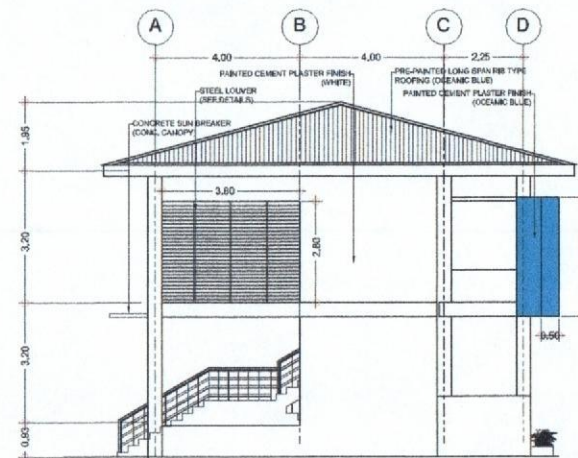 A
B
C
D
4.00
4.00
2.25
PAINTED CEMENT PLASTER FINISH
(WHITE)
PRE-PAINTED LONG SPAN RIB TYPE
ROOFING (OCEANIC BLUE)
PAINTED CEMENT PLASTER FINISH
(OCEANIC BLUE)
STEEL LOUVER
(SEE DETAILS)
CONCRETE SUN BREAKER
(CONC. CANOPY)
1.85
3.80
2.80
3.20
0.50
3.20
0.93